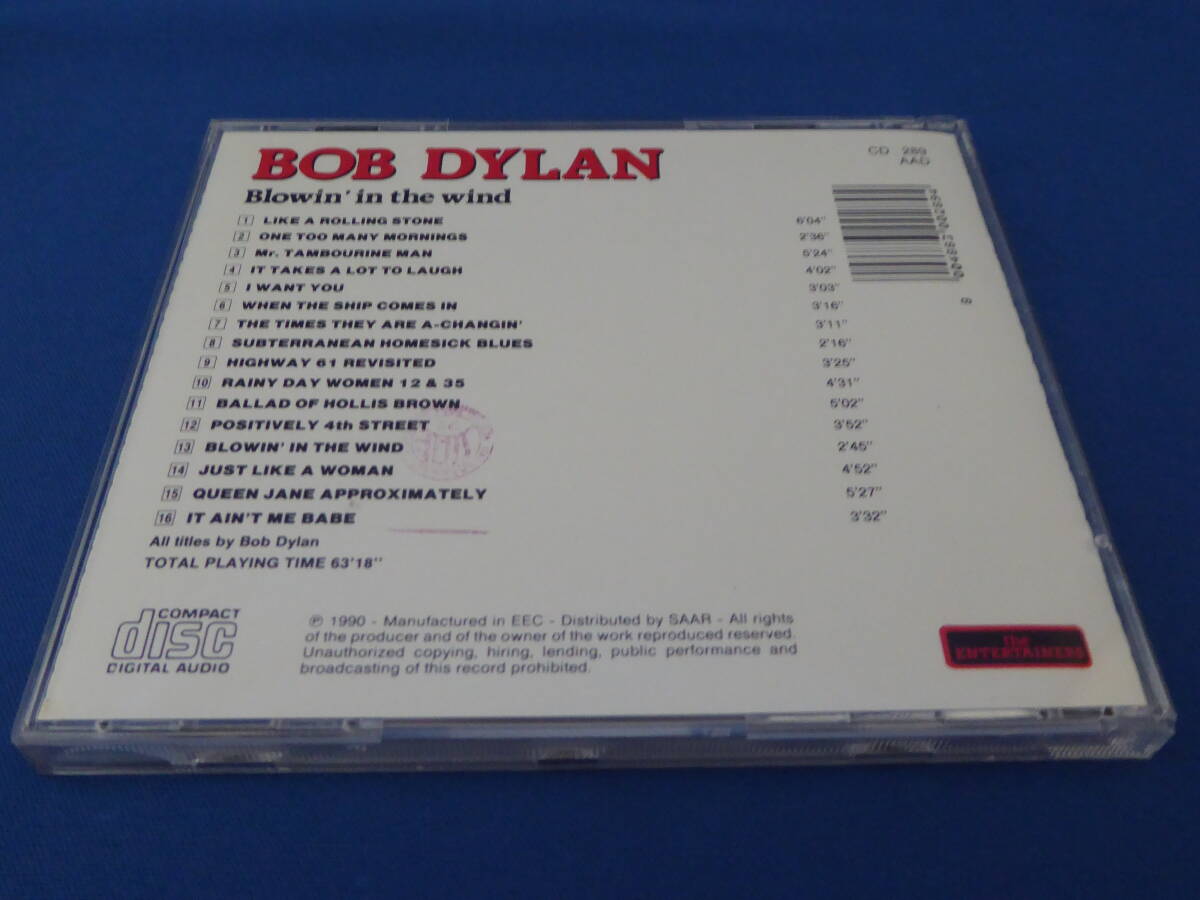 BOB DYLAN
Blowin' in the wind
CD 289
AAD
1 LIKE A ROLLING STONE 6'04"
2 ONE TOO MANY MORNINGS 2'36"
3 Mr. TAMBOURINE MAN 5'24"
4 IT TAKES A LOT TO LAUGH 4'02"
5 I WANT YOU 3'03"
6 WHEN THE SHIP COMES IN 3'16"
7 THE TIMES THEY ARE A-CHANGIN' 3'11"
8 SUBTERRANEAN HOMESICK BLUES 2'16"
9 HIGHWAY 61 REVISITED 3'25"
10 RAINY DAY WOMEN 12 & 35 4'31"
11 BALLAD OF HOLLIS BROWN 5'02"
12 POSITIVELY 4th STREET 3'52"
13 BLOWIN' IN THE WIND 2'45"
14 JUST LIKE A WOMAN 4'52"
15 QUEEN JANE APPROXIMATELY 5'27"
16 IT AIN'T ME BABE 3'32"
All titles by Bob Dylan
TOTAL PLAYING TIME 63'18"
COMPACT
disc
DIGITAL AUDIO
℗ 1990 - Manufactured in EEC - Distributed by SAAR - All rights
of the producer and of the owner of the work reproduced reserved.
Unauthorized copying, hiring, lending, public performance and
broadcasting of this record prohibited.
the
ENTERTAINERS